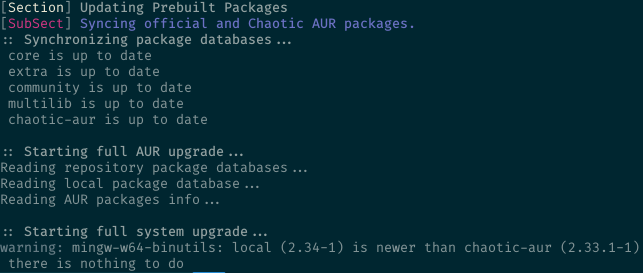 [Section] Updating Prebuilt Packages
[SubSect] Syncing official and Chaotic AUR packages.
:: Synchronizing package databases...
core is up to date
extra is up to date
community is up to date
multilib is up to date
chaotic-aur is up to date
:: Starting full AUR upgrade...
Reading repository package databases...
Reading local package database...
Reading AUR packages info...
:: Starting full system upgrade...
warning: mingw-w64-binutils: local (2.34-1) is newer than chaotic-aur (2.33.1-1)
there is nothing to do